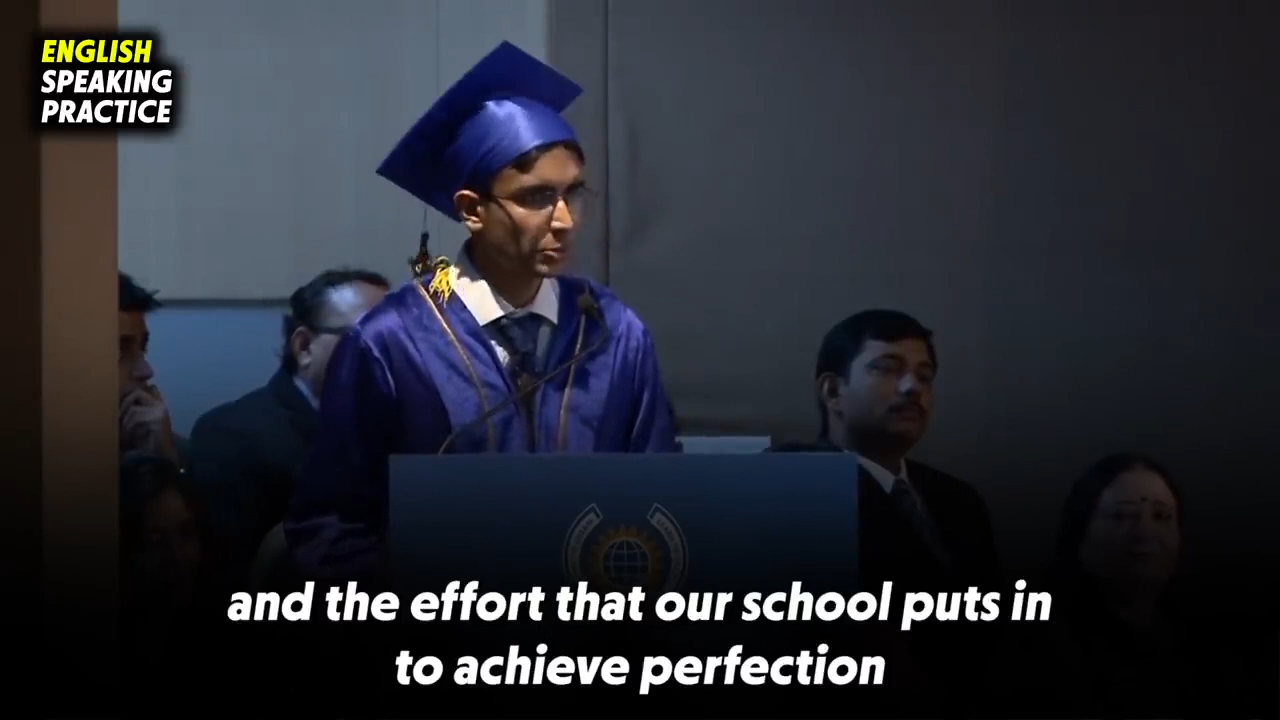 ENGLISH
SPEAKING
PRACTICE
and the effort that our school puts in
to achieve perfection